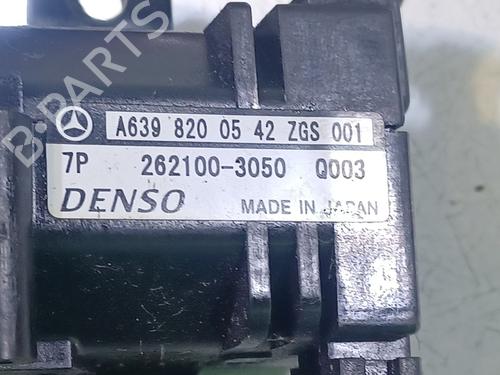 A639 820 05 42 ZGS 001
7P 262100-3050 Q003
DENSO MADE IN JAPAN
B-PARTS